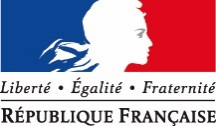 Liberté • Égalité • Fraternité
RÉPUBLIQUE FRANÇAISE